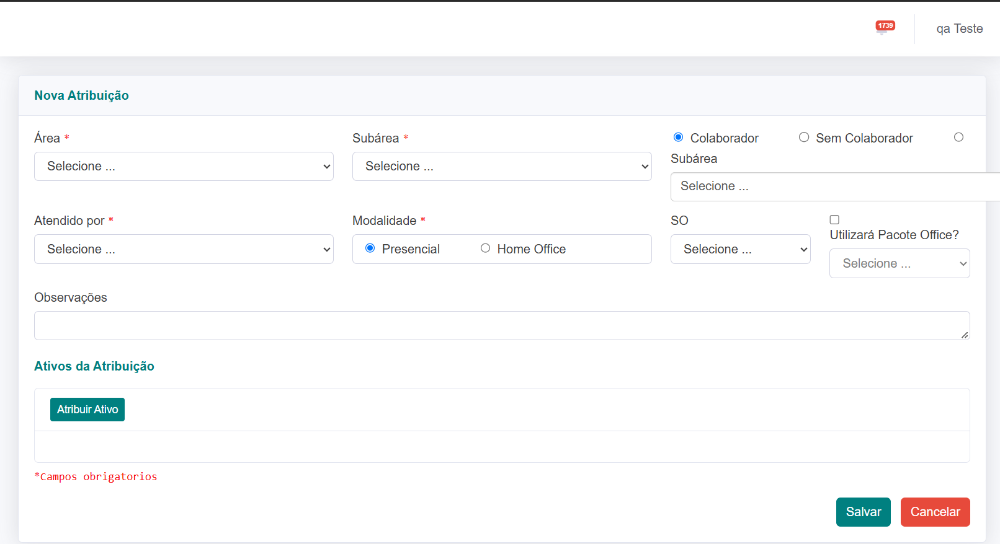 1739
qa Teste
Nova Atribuição
Área *
Subárea *
Colaborador
Sem Colaborador
Subárea
Selecione ...
Selecione ...
Selecione ...
Atendido por *
Modalidade *
SO
Utilizará Pacote Office?
Selecione ...
Presencial
Home Office
Selecione ...
Selecione ...
Observações
Ativos da Atribuição
Atribuir Ativo
*Campos obrigatorios
Salvar
Cancelar